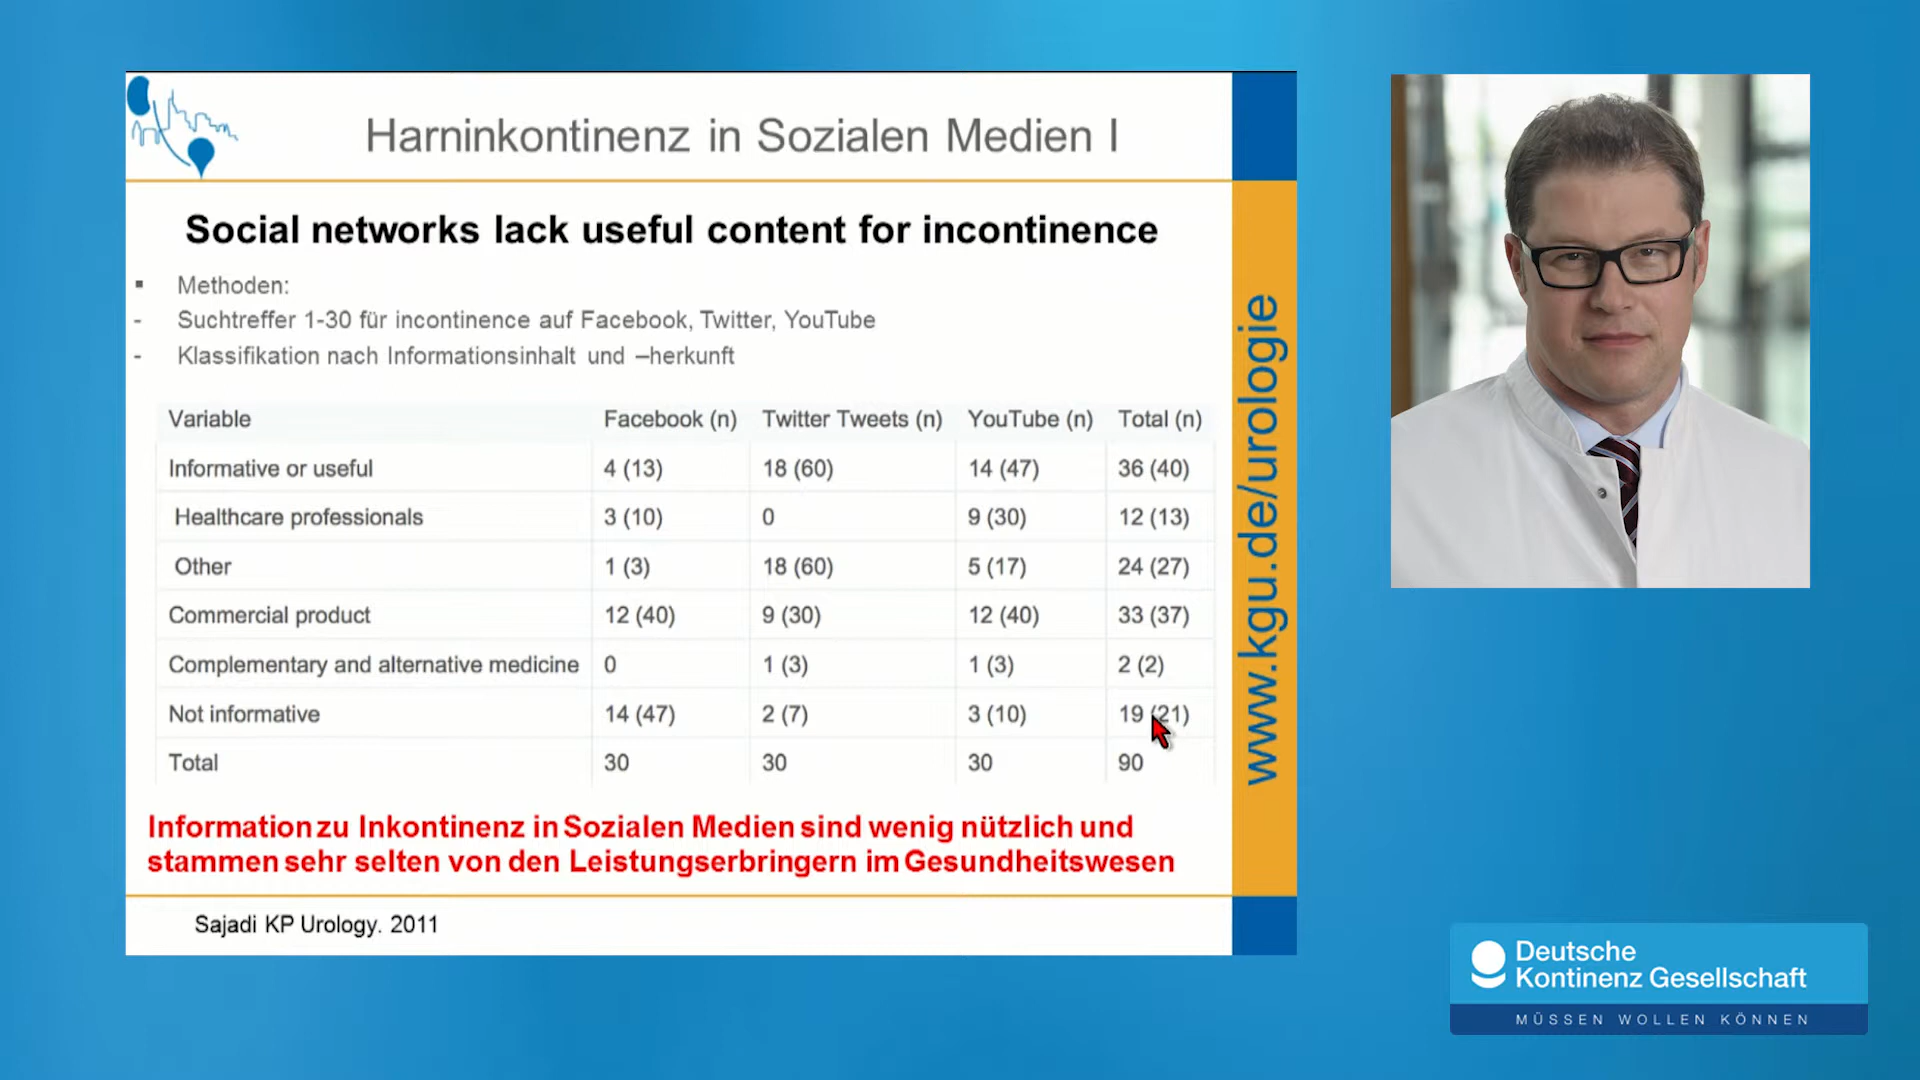 Harninkontinenz in Sozialen Medien I
Social networks lack useful content for incontinence
▪ Methoden:
- Suchtreffer 1-30 für incontinence auf Facebook, Twitter, YouTube
- Klassifikation nach Informationsinhalt und –herkunft
Variable Facebook (n) Twitter Tweets (n) YouTube (n) Total (n)
Informative or useful 4 (13) 18 (60) 14 (47) 36 (40)
Healthcare professionals 3 (10) 0 9 (30) 12 (13)
Other 1 (3) 18 (60) 5 (17) 24 (27)
Commercial product 12 (40) 9 (30) 12 (40) 33 (37)
Complementary and alternative medicine 0 1 (3) 1 (3) 2 (2)
Not informative 14 (47) 2 (7) 3 (10) 19 (21)
Total 30 30 30 90
Information zu Inkontinenz in Sozialen Medien sind wenig nützlich und
stammen sehr selten von den Leistungserbringern im Gesundheitswesen
Sajadi KP Urology. 2011
www.kgu.de/urologie
Deutsche
Kontinenz Gesellschaft
MÜSSEN WOLLEN KÖNNEN